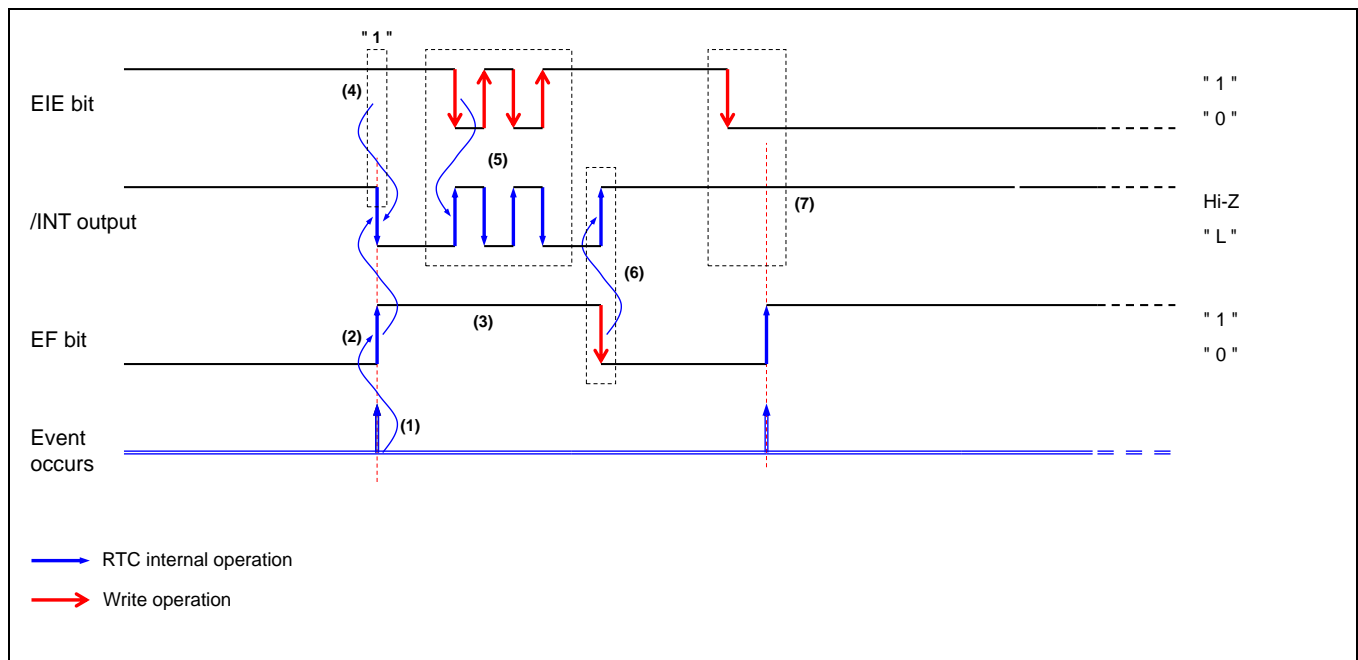 " 1 "
EIE bit
(4)
(5)
" 1 "
" 0 "
/INT output
(6)
(7)
Hi-Z
" L "
EF bit
(2)
(3)
" 1 "
" 0 "
Event
occurs
(1)
RTC internal operation
Write operation